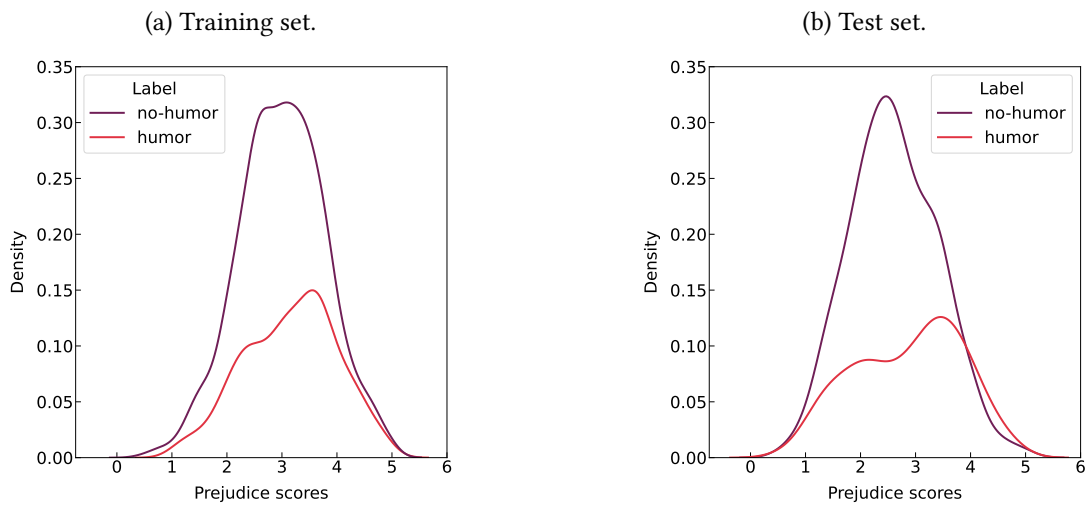 (a) Training set.
0.35
0.30
0.25
0.20
0.15
0.10
0.05
0.00
Density
Label
no-humor
humor
0 1 2 3 4 5 6
Prejudice scores
(b) Test set.
0.35
0.30
0.25
0.20
0.15
0.10
0.05
0.00
Density
Label
no-humor
humor
0 1 2 3 4 5 6
Prejudice scores